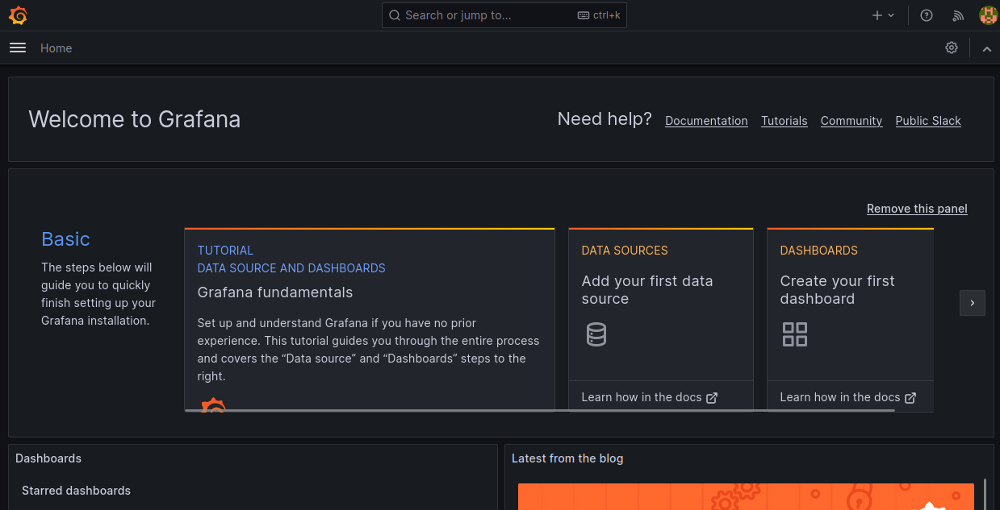 Search or jump to...
ctrl+k
Home
Welcome to Grafana
Need help?
Documentation
Tutorials
Community
Public Slack
Remove this panel
Basic
The steps below will
guide you to quickly
finish setting up your
Grafana installation.
TUTORIAL
DATA SOURCE AND DASHBOARDS
Grafana fundamentals
Set up and understand Grafana if you have no prior
experience. This tutorial guides you through the entire process
and covers the “Data source” and “Dashboards” steps to the
right.
DATA SOURCES
Add your first data
source
Learn how in the docs
DASHBOARDS
Create your first
dashboard
Learn how in the docs
Dashboards
Starred dashboards
Latest from the blog